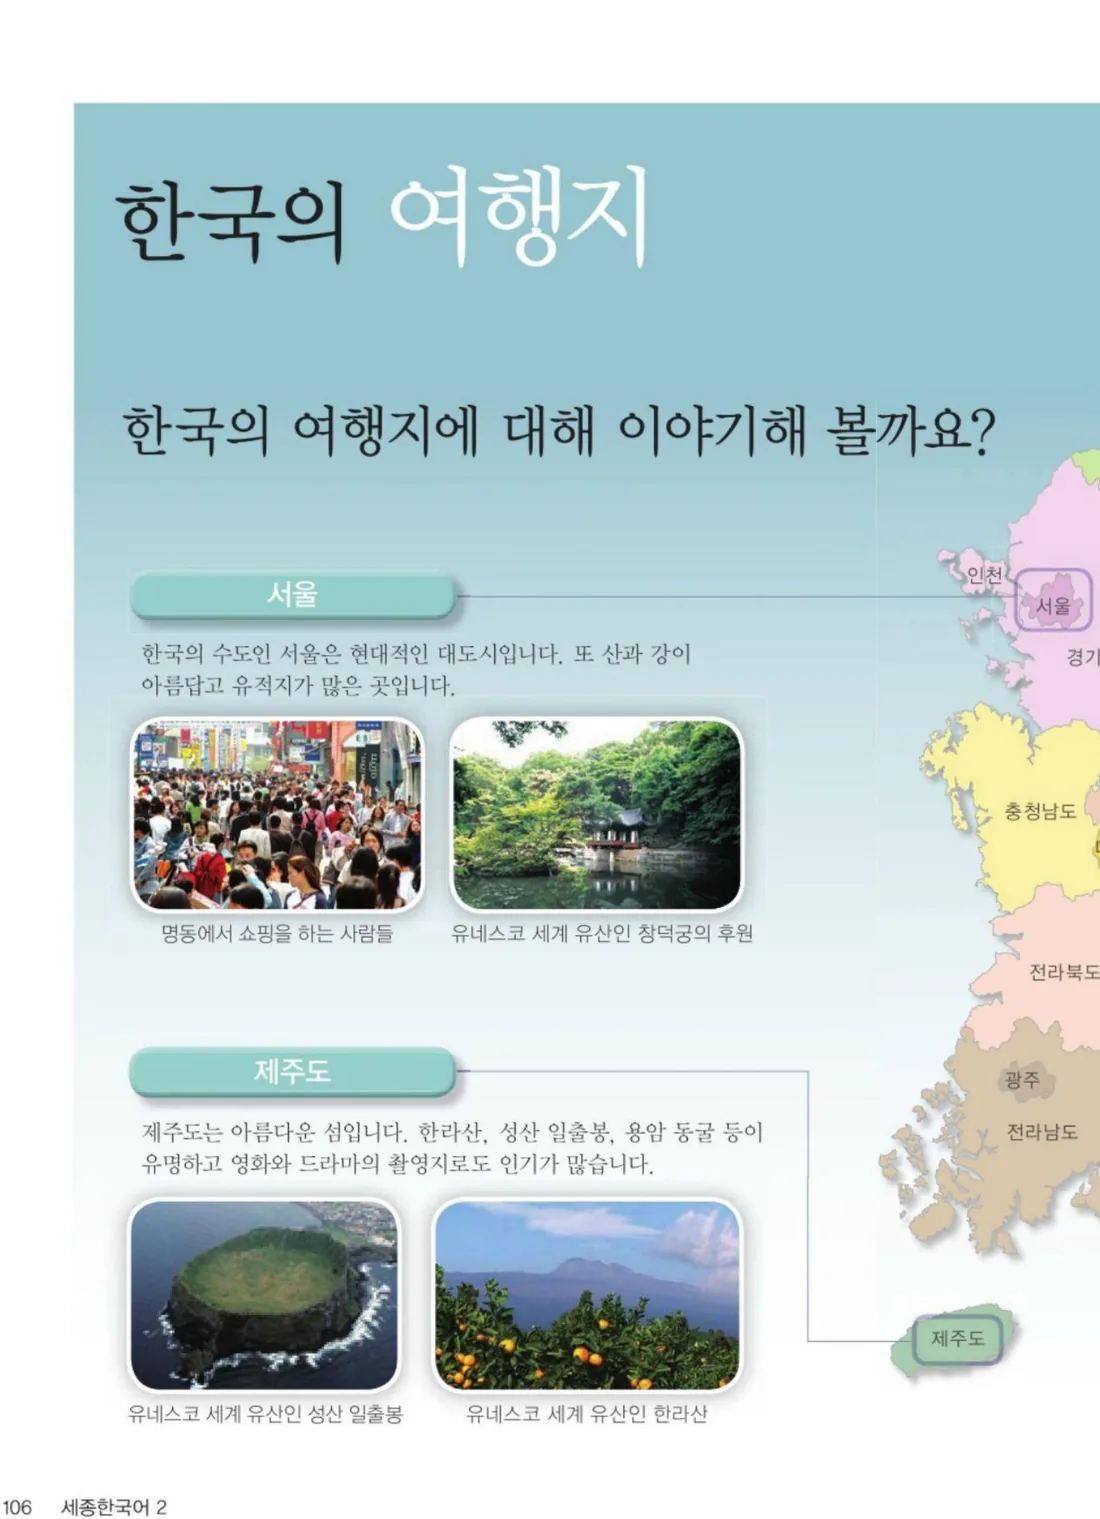 한국의 여행지
한국의 여행지에 대해 이야기해 볼까요?
서울
한국의 수도인 서울은 현대적인 대도시입니다. 또 산과 강이
아름답고 유적지가 많은 곳입니다.
명동에서 쇼핑을 하는 사람들
유네스코 세계 유산인 창덕궁의 후원
제주도
제주도는 아름다운 섬입니다. 한라산, 성산 일출봉, 용암 동굴 등이
유명하고 영화와 드라마의 촬영지로도 인기가 많습니다.
유네스코 세계 유산인 성산 일출봉
유네스코 세계 유산인 한라산
인천
서울
경기
충청남도
전라북도
광주
전라남도
제주도
106 세종한국어 2